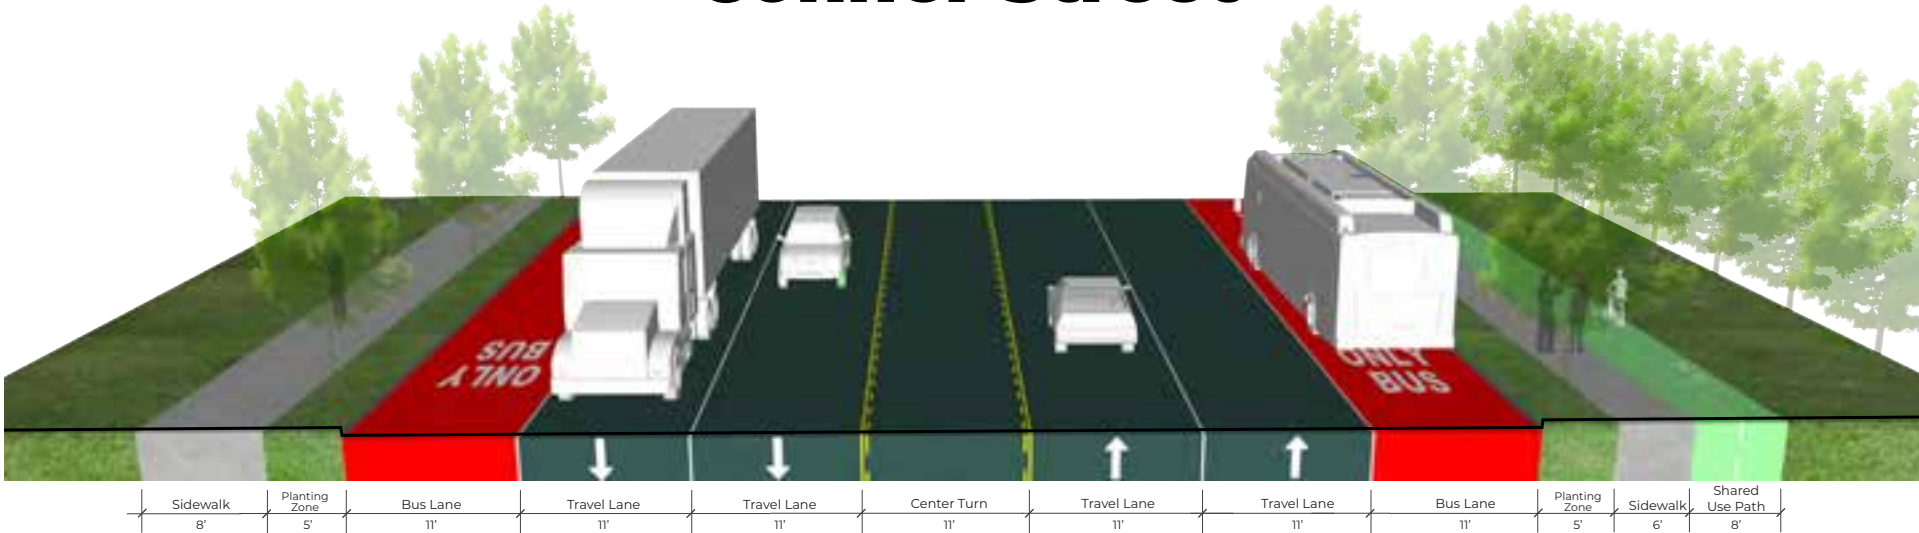 BUS
ONLY
ONLY
BUS
Sidewalk
8'
Planting
Zone
5'
Bus Lane
11'
Travel Lane
11'
Travel Lane
11'
Center Turn
11'
Travel Lane
11'
Travel Lane
11'
Bus Lane
11'
Planting
Zone
5'
Sidewalk
6'
Shared
Use Path
8'